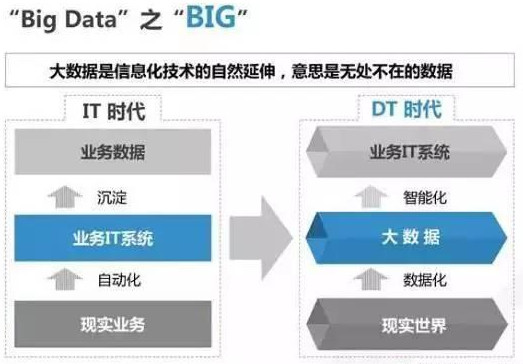 “Big Data”之“BIG”
大数据是信息化技术的自然延伸，意思是无处不在的数据
IT 时代
业务数据
沉淀
业务IT系统
自动化
现实业务
DT 时代
业务IT系统
智能化
大 数 据
数据化
现实世界